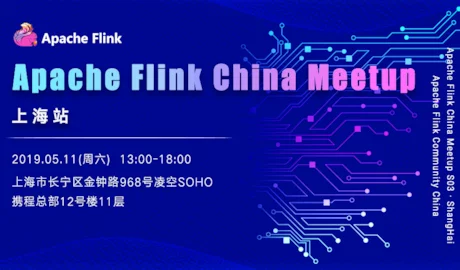 Apache Flink
Apache Flink China Meetup
上海站
2019.05.11(周六) 13:00-18:00
上海市长宁区金钟路968号凌空SOHO
携程总部12号楼11层
Apache Flink China Meetup S03 · ShangHai
Apache Flink Community China